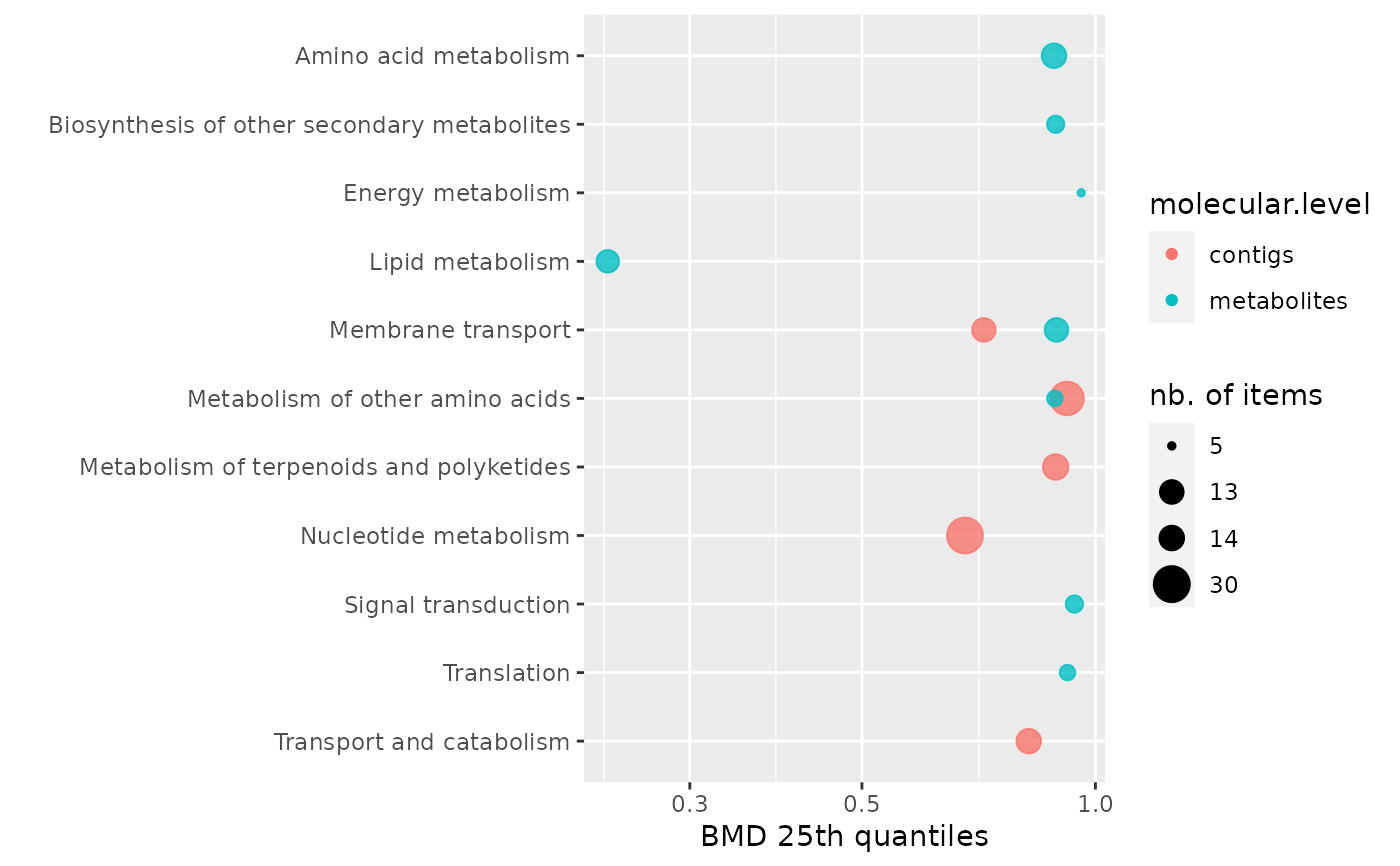 Amino acid metabolism
Biosynthesis of other secondary metabolites
Energy metabolism
Lipid metabolism
Membrane transport
Metabolism of other amino acids
Metabolism of terpenoids and polyketides
Nucleotide metabolism
Signal transduction
Translation
Transport and catabolism
0.3 0.5 1.0
BMD 25th quantiles
molecular.level
contigs
metabolites
nb. of items
5
13
14
30